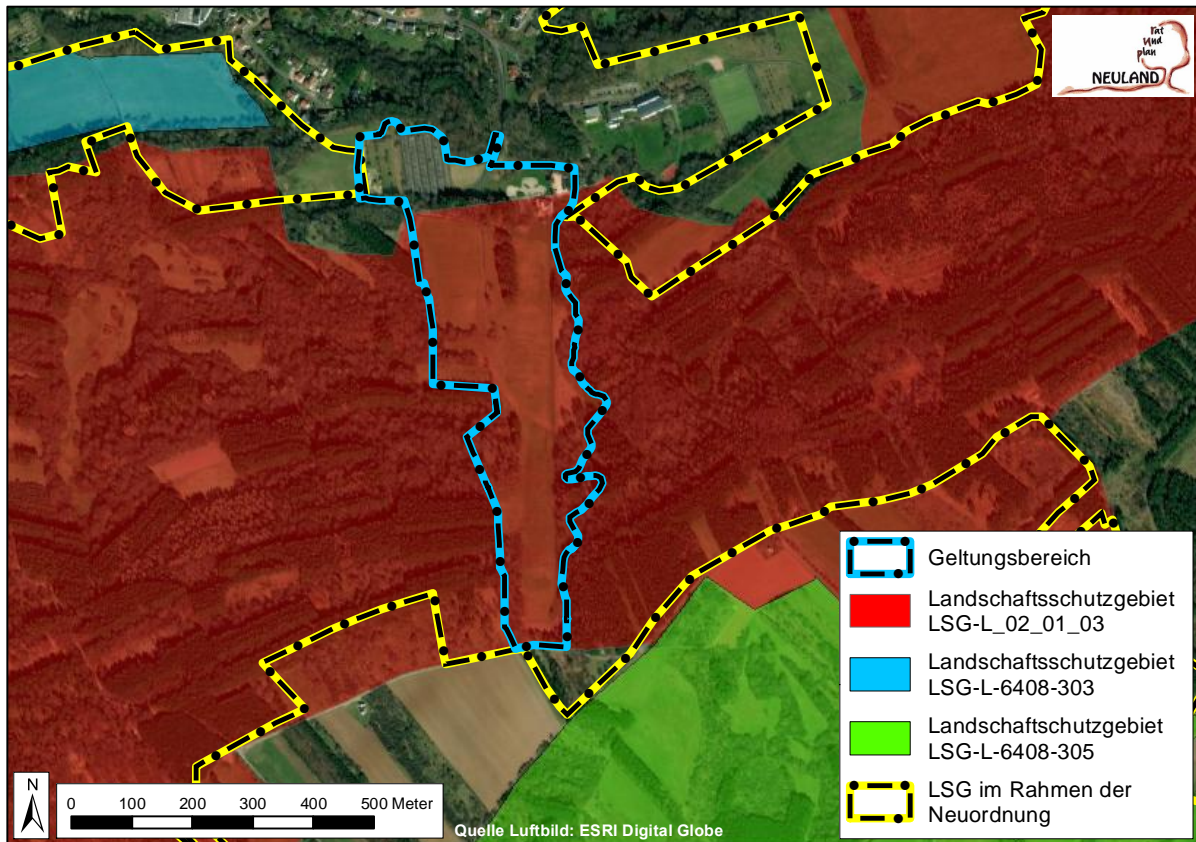 rat
und
plan
NEULAND
Geltungsbereich
Landschaftsschutzgebiet
LSG-L_02_01_03
Landschaftsschutzgebiet
LSG-L-6408-303
Landschaftschutzgebiet
LSG-L-6408-305
LSG im Rahmen der
Neuordnung
N
0 100 200 300 400 500 Meter
Quelle Luftbild: ESRI Digital Globe